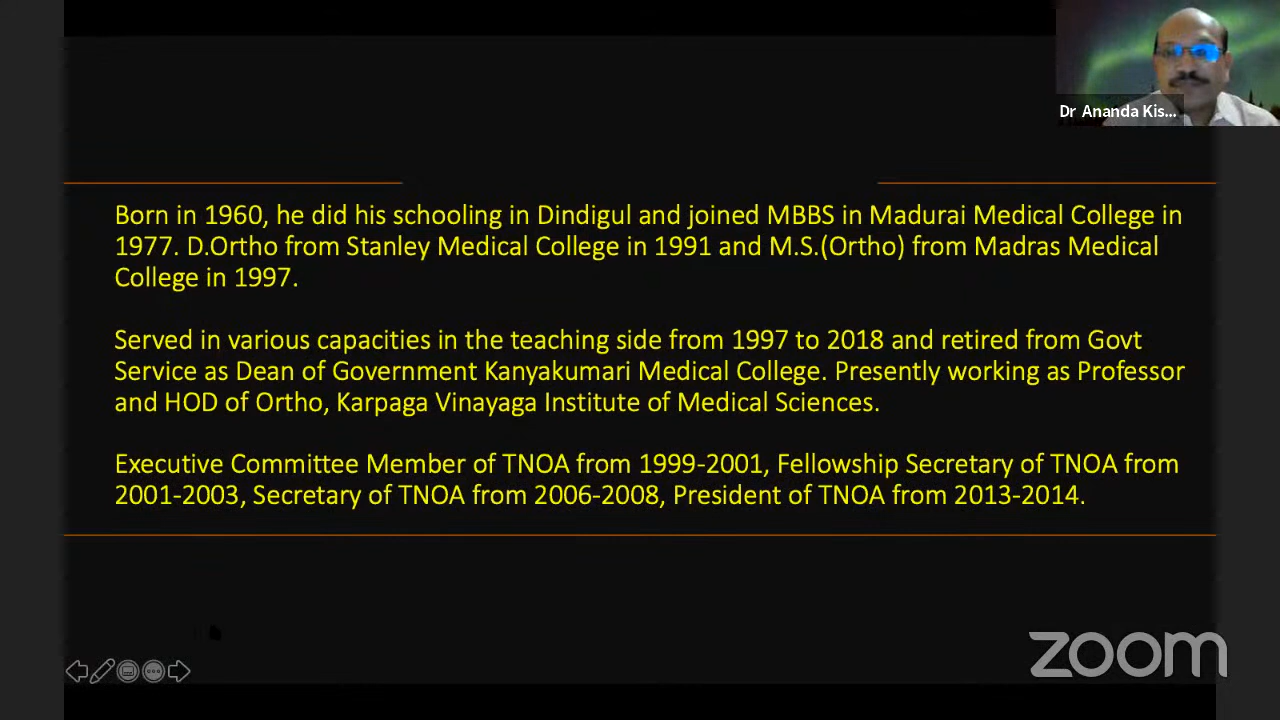 Dr Ananda Kis...
Born in 1960, he did his schooling in Dindigul and joined MBBS in Madurai Medical College in
1977. D.Ortho from Stanley Medical College in 1991 and M.S.(Ortho) from Madras Medical
College in 1997.
Served in various capacities in the teaching side from 1997 to 2018 and retired from Govt
Service as Dean of Government Kanyakumari Medical College. Presently working as Professor
and HOD of Ortho, Karpaga Vinayaga Institute of Medical Sciences.
Executive Committee Member of TNOA from 1999-2001, Fellowship Secretary of TNOA from
2001-2003, Secretary of TNOA from 2006-2008, President of TNOA from 2013-2014.
zoom